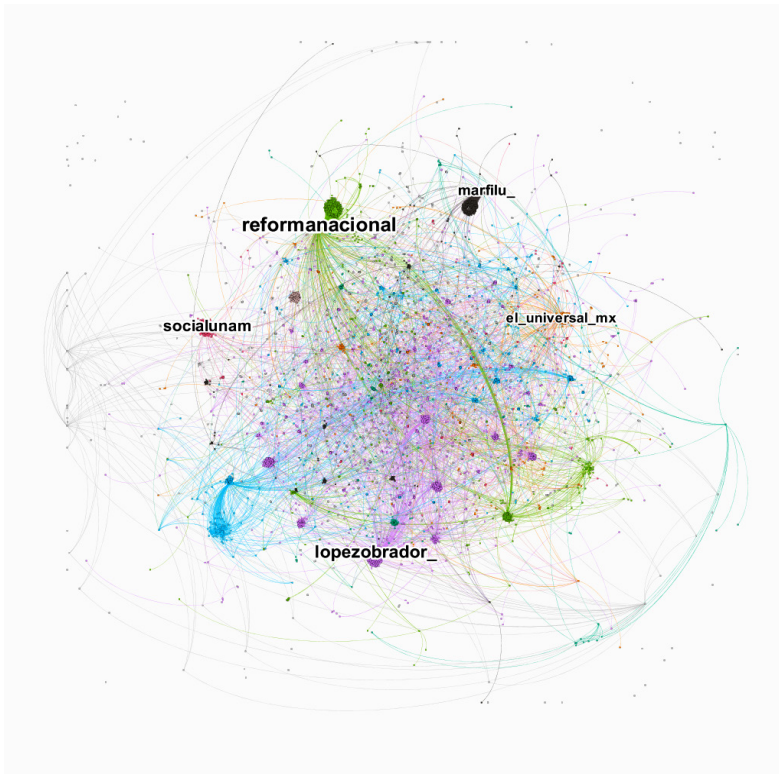 marfilu_
reformanacional
el_universal_mx
socialunam
lopezobrador_